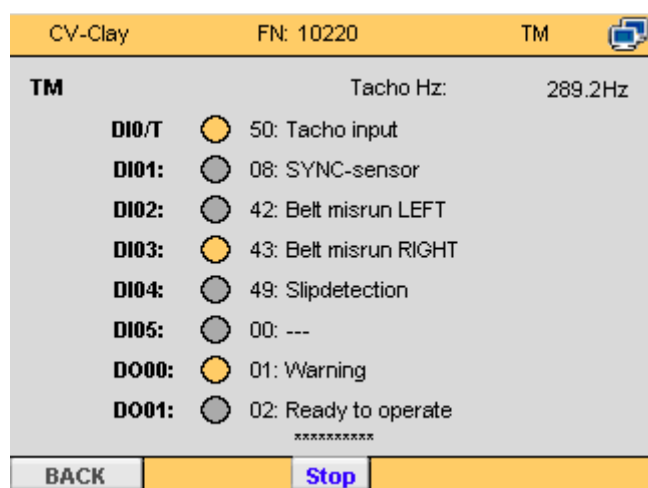 CV-Clay FN: 10220 TM
TM Tacho Hz: 289.2Hz
DI0/T 50: Tacho input
DI01: 08: SYNC-sensor
DI02: 42: Belt misrun LEFT
DI03: 43: Belt misrun RIGHT
DI04: 49: Slipdetection
DI05: 00: ---
DO00: 01: Warning
DO01: 02: Ready to operate
**********
BACK Stop